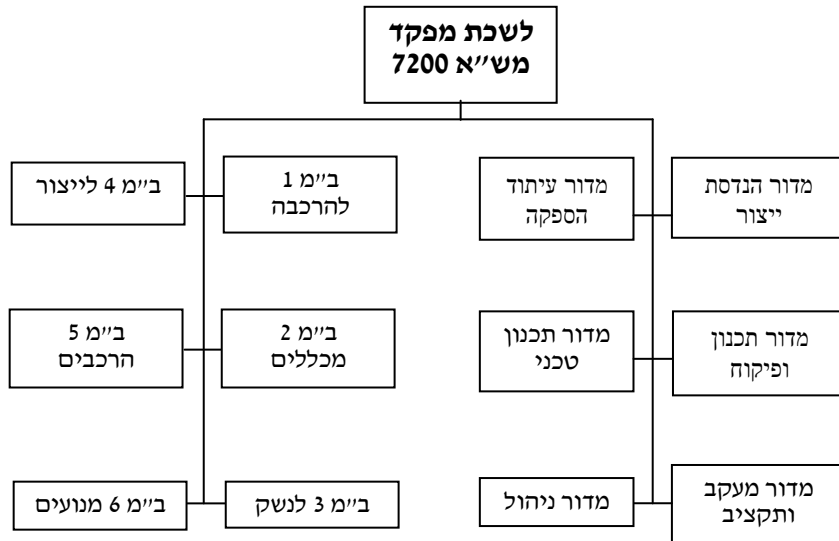 לשכת מפקד
מש״א 7200
מדור הנדסת
ייצור
מדור עיתוד
הספקה
ב״מ 1
להרכבה
ב״מ 4 לייצור
מדור תכנון
ופיקוח
מדור תכנון
טכני
ב״מ 2
מכללים
ב״מ 5
הרכבים
מדור מעקב
ותקציב
מדור ניהול
ב״מ 3 לנשק
ב״מ 6 מנועים